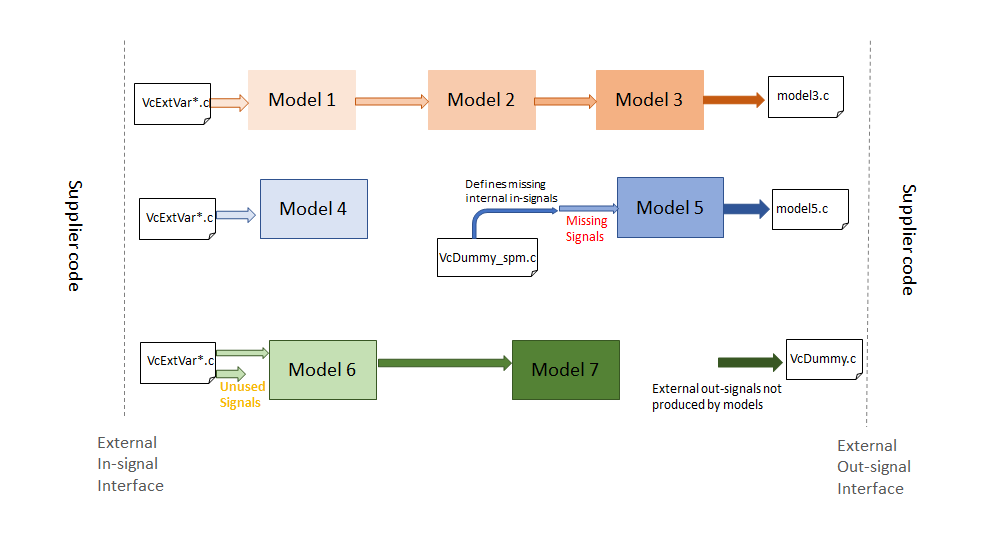 VcExtVar*.c
Model 1
Model 2
Model 3
model3.c
Supplier code
VcExtVar*.c
Model 4
Defines missing
internal in-signals
Missing
Signals
VcDummy_spm.c
Model 5
model5.c
Supplier code
VcExtVar*.c
Unused
Signals
Model 6
Model 7
External out-signals not
produced by models
VcDummy.c
External
In-signal
Interface
External
Out-signal
Interface